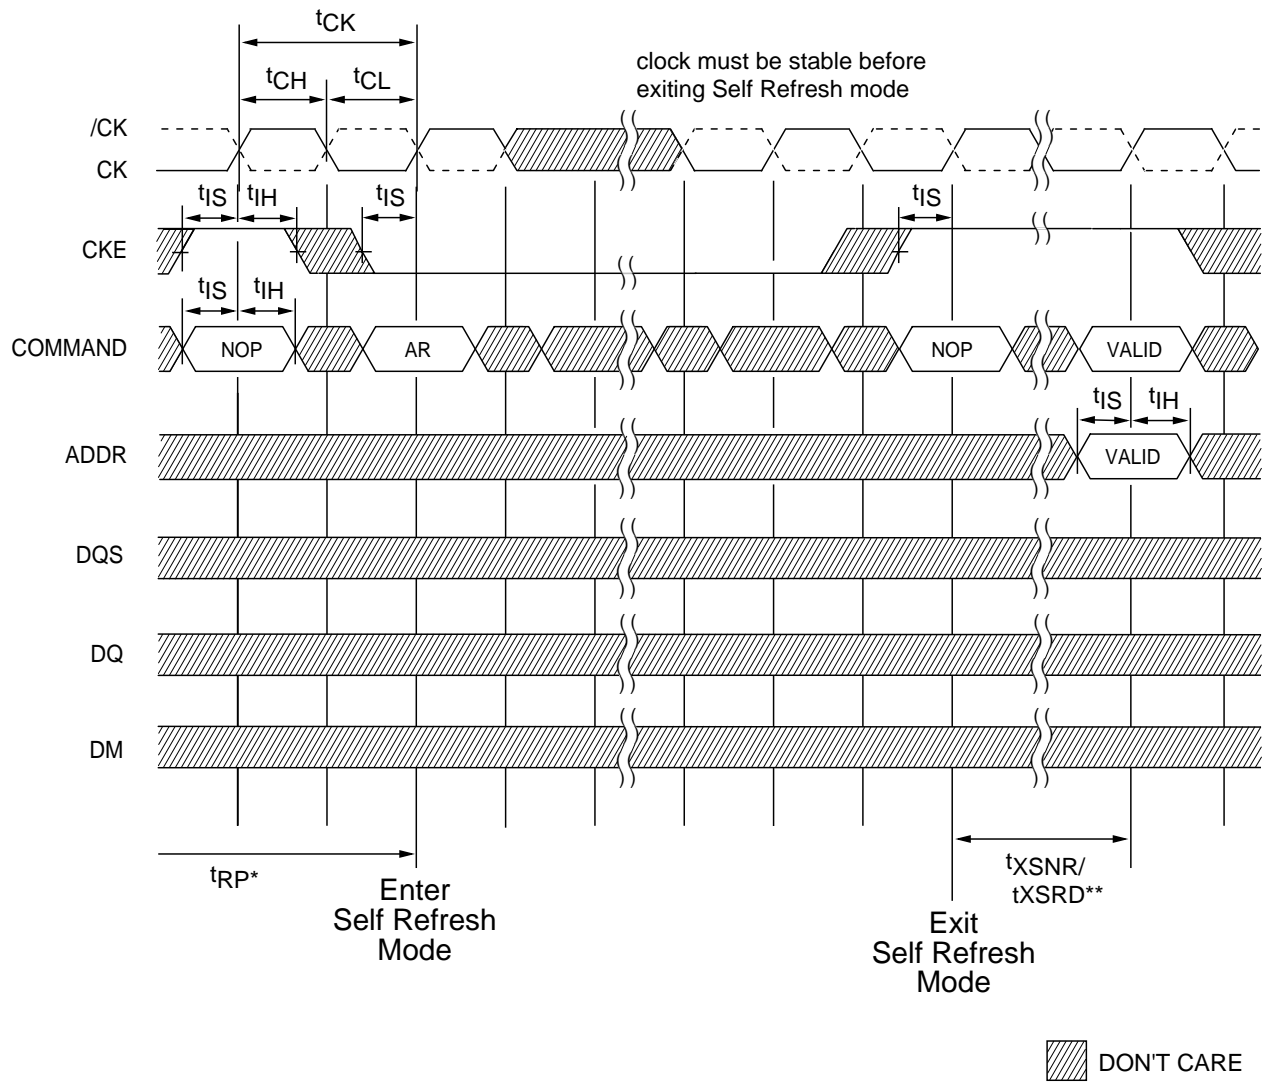 tCK
clock must be stable before
exiting Self Refresh mode
tCH
tCL
/CK
CK
tIS
tIH
tIS
tIS
CKE
tIS
tIH
COMMAND
NOP
AR
NOP
VALID
tIS
tIH
ADDR
VALID
DQS
DQ
DM
tRP*
tXSNR/
tXSRD**
Enter
Self Refresh
Mode
Exit
Self Refresh
Mode
DON'T CARE